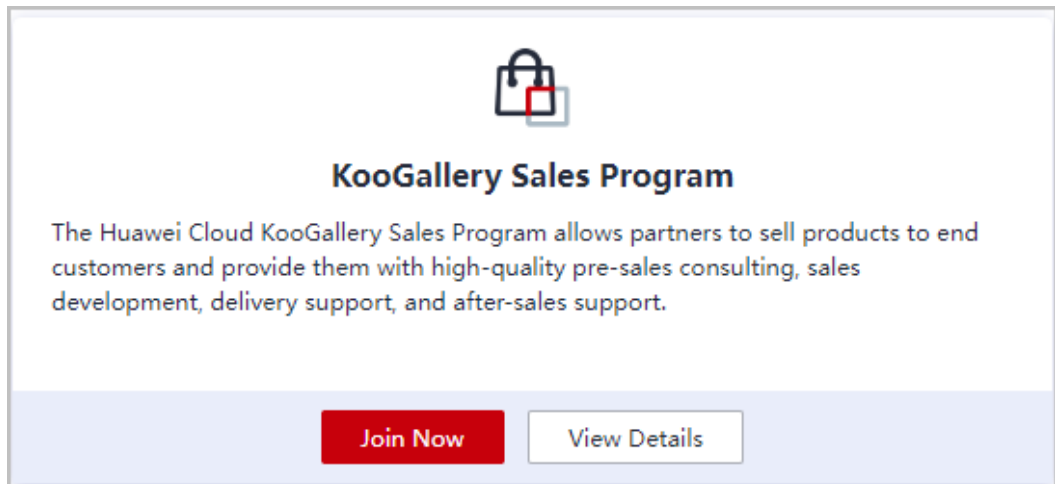 KooGallery Sales Program
The Huawei Cloud KooGallery Sales Program allows partners to sell products to end
customers and provide them with high-quality pre-sales consulting, sales
development, delivery support, and after-sales support.
Join Now
View Details